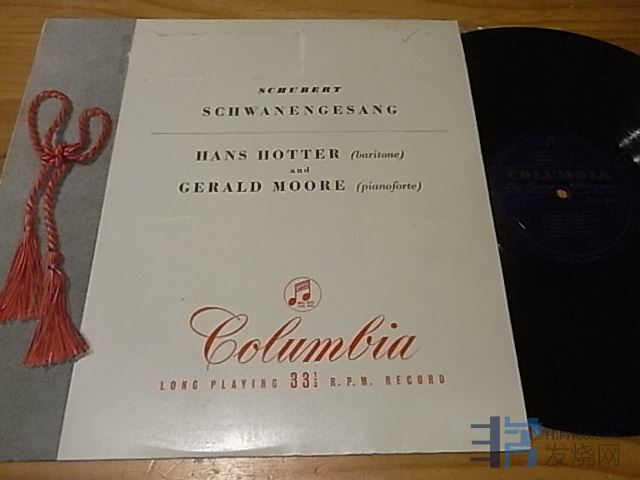 SCHUBERT
SCHWANENGESANG
HANS HOTTER (baritone)
and
GERALD MOORE (pianoforte)
Columbia
LONG PLAYING 33⅓ R.P.M. RECORD
COLUMBIA
发烧网